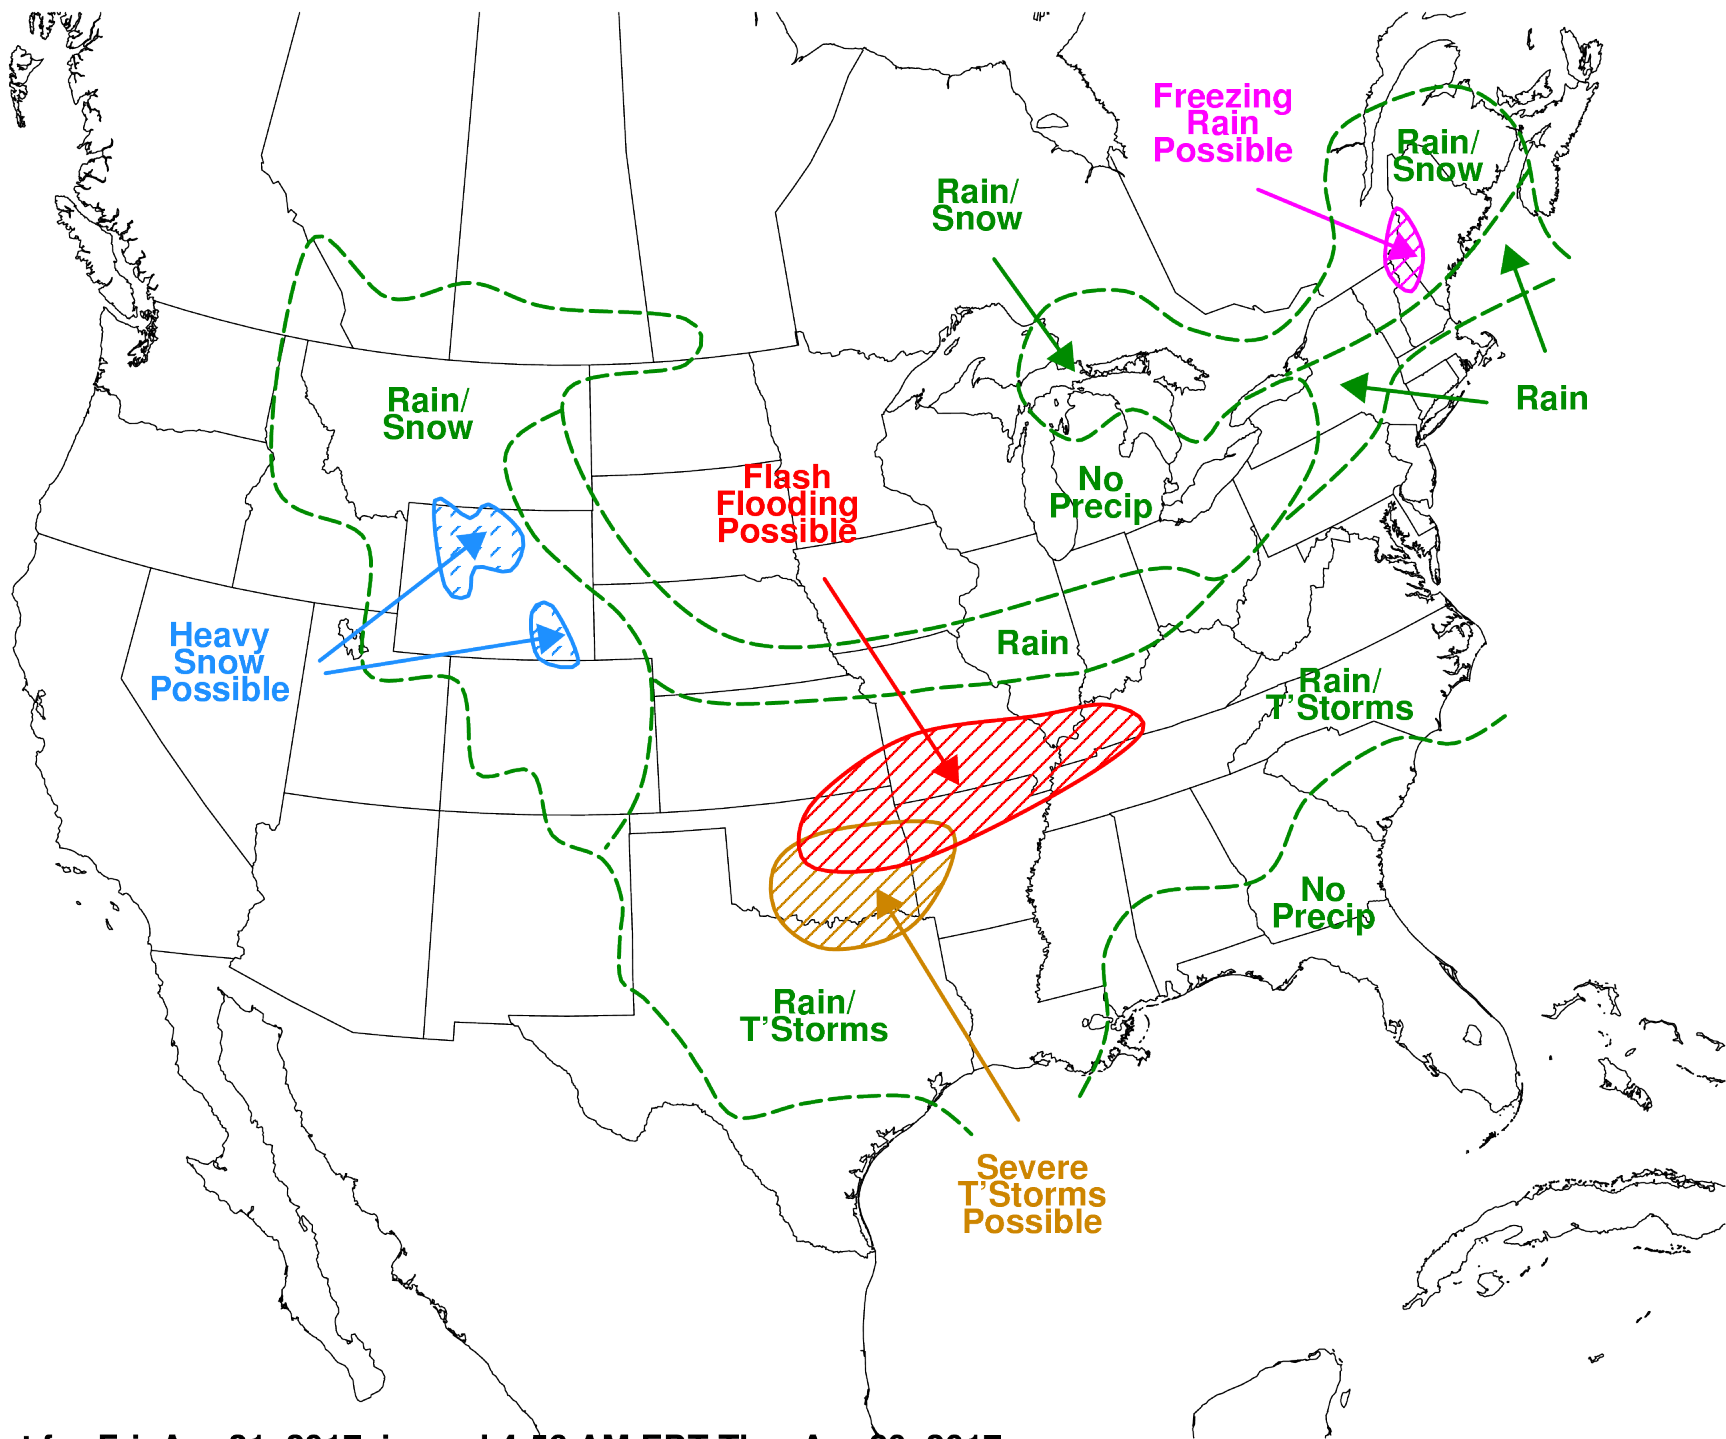 Freezing
Rain
Possible
Rain/
Snow
Rain/
Snow
Rain/
Snow
Rain
Flash
Flooding
Possible
No
Precip
Heavy
Snow
Possible
Rain
Rain/
T'Storms
No
Precip
Rain/
T'Storms
Severe
T'Storms
Possible